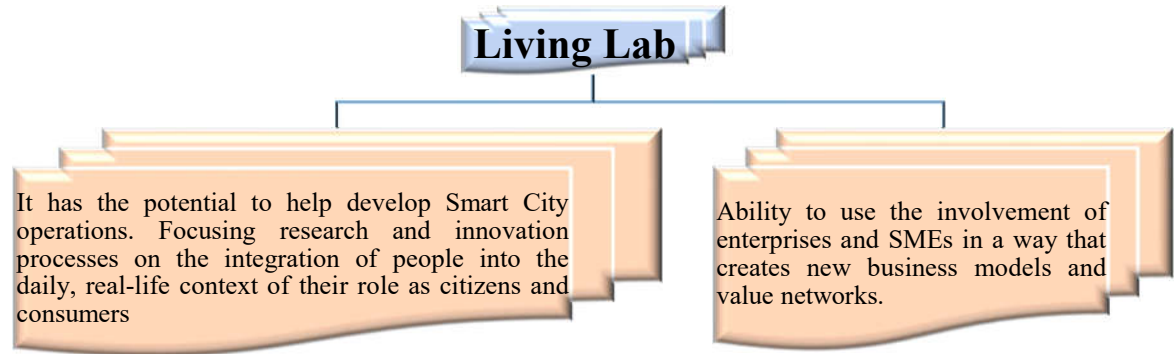 Living Lab
It has the potential to help develop Smart City
operations. Focusing research and innovation
processes on the integration of people into the
daily, real-life context of their role as citizens and
consumers
Ability to use the involvement of
enterprises and SMEs in a way that
creates new business models and
value networks.